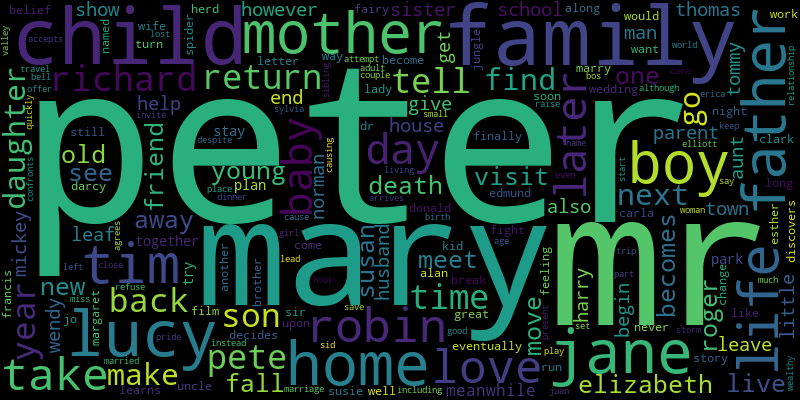 peter
mary
mr
child
family
mother
father
boy
life
lucy
home
jane
tim
baby
robin
love
day
later
take
pete
son
back
return
richard
tell
find
next
year
daughter
time
young
death
visit
one
go
away
make
fall
old
see
new
leaf
friend
help
end
give
house
meet
susan
husband
norman
move
becomes
roger
elizabeth
live
leave
little
town
aunt
parent
also
begin
harry
mickey
wendy
show
however
sister
school
man
thomas
tommy
get
stay
plan
darcy
together
try
film
decides
sir
upon
uncle
learns
susie
well
including
meanwhile
eventually
run
play
story
never
park
change
like
esther
discovers
long
clark
night
would
want
work
world
marry
wedding
soon
raise
lady
couple
adult
attempt
way
become
letter
along
fairy
jungle
wife
lost
named
turn
spider
herd
belief
valley
accepts
travel
bell
offer
quickly
still
confronts
invite
francis
left
close
miss
jo
margaret
pride
married
refuse
agrees
another
brother
instead
girl
come
lead
hook
cause
save
sid
marriage
kid
alan
break
great
good
age
fight
donald
birth
arrives
living
name
dr
finally
edmund
carla
feeling
trip
part
even
start
woman
say
keep
elliott
erica
although
care
bos
sibling
sylvia
despite
place
dinner
small
causing
present
set
juan
storm
much
wealthy
relationship